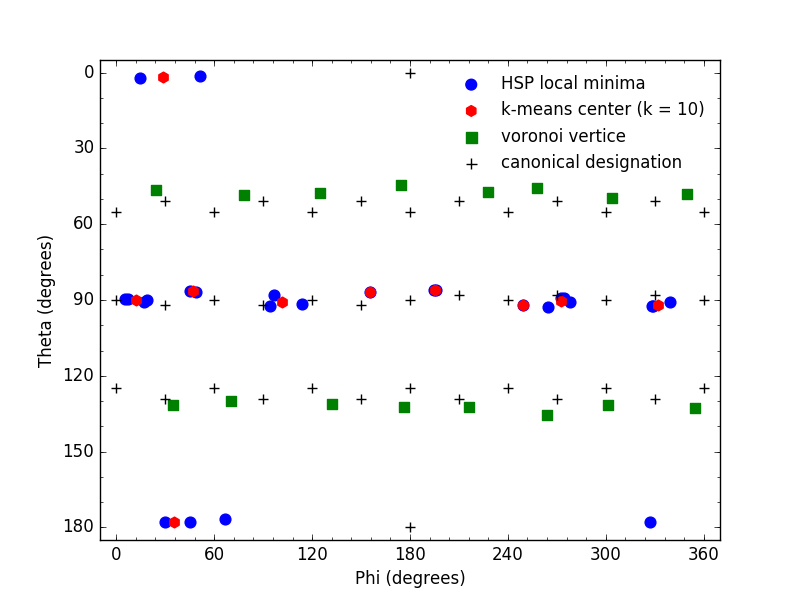 HSP local minima
k-means center (k = 10)
voronoi vertice
canonical designation
Theta (degrees)
0
30
60
90
120
150
180
0
60
120
180
240
300
360
Phi (degrees)